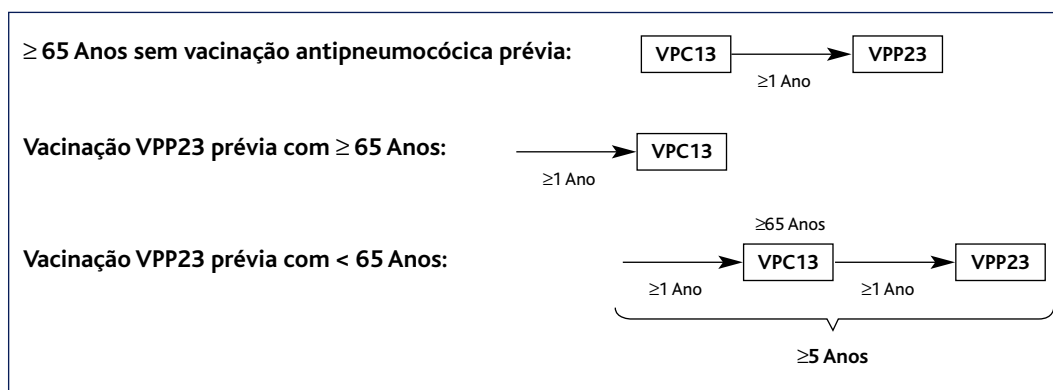 ≥ 65 Anos sem vacinação antipneumocócica prévia:
VPC13
VPP23
≥1 Ano
Vacinação VPP23 prévia com ≥ 65 Anos:
VPC13
≥1 Ano
≥65 Anos
Vacinação VPP23 prévia com < 65 Anos:
VPC13
VPP23
≥1 Ano
≥1 Ano
≥5 Anos